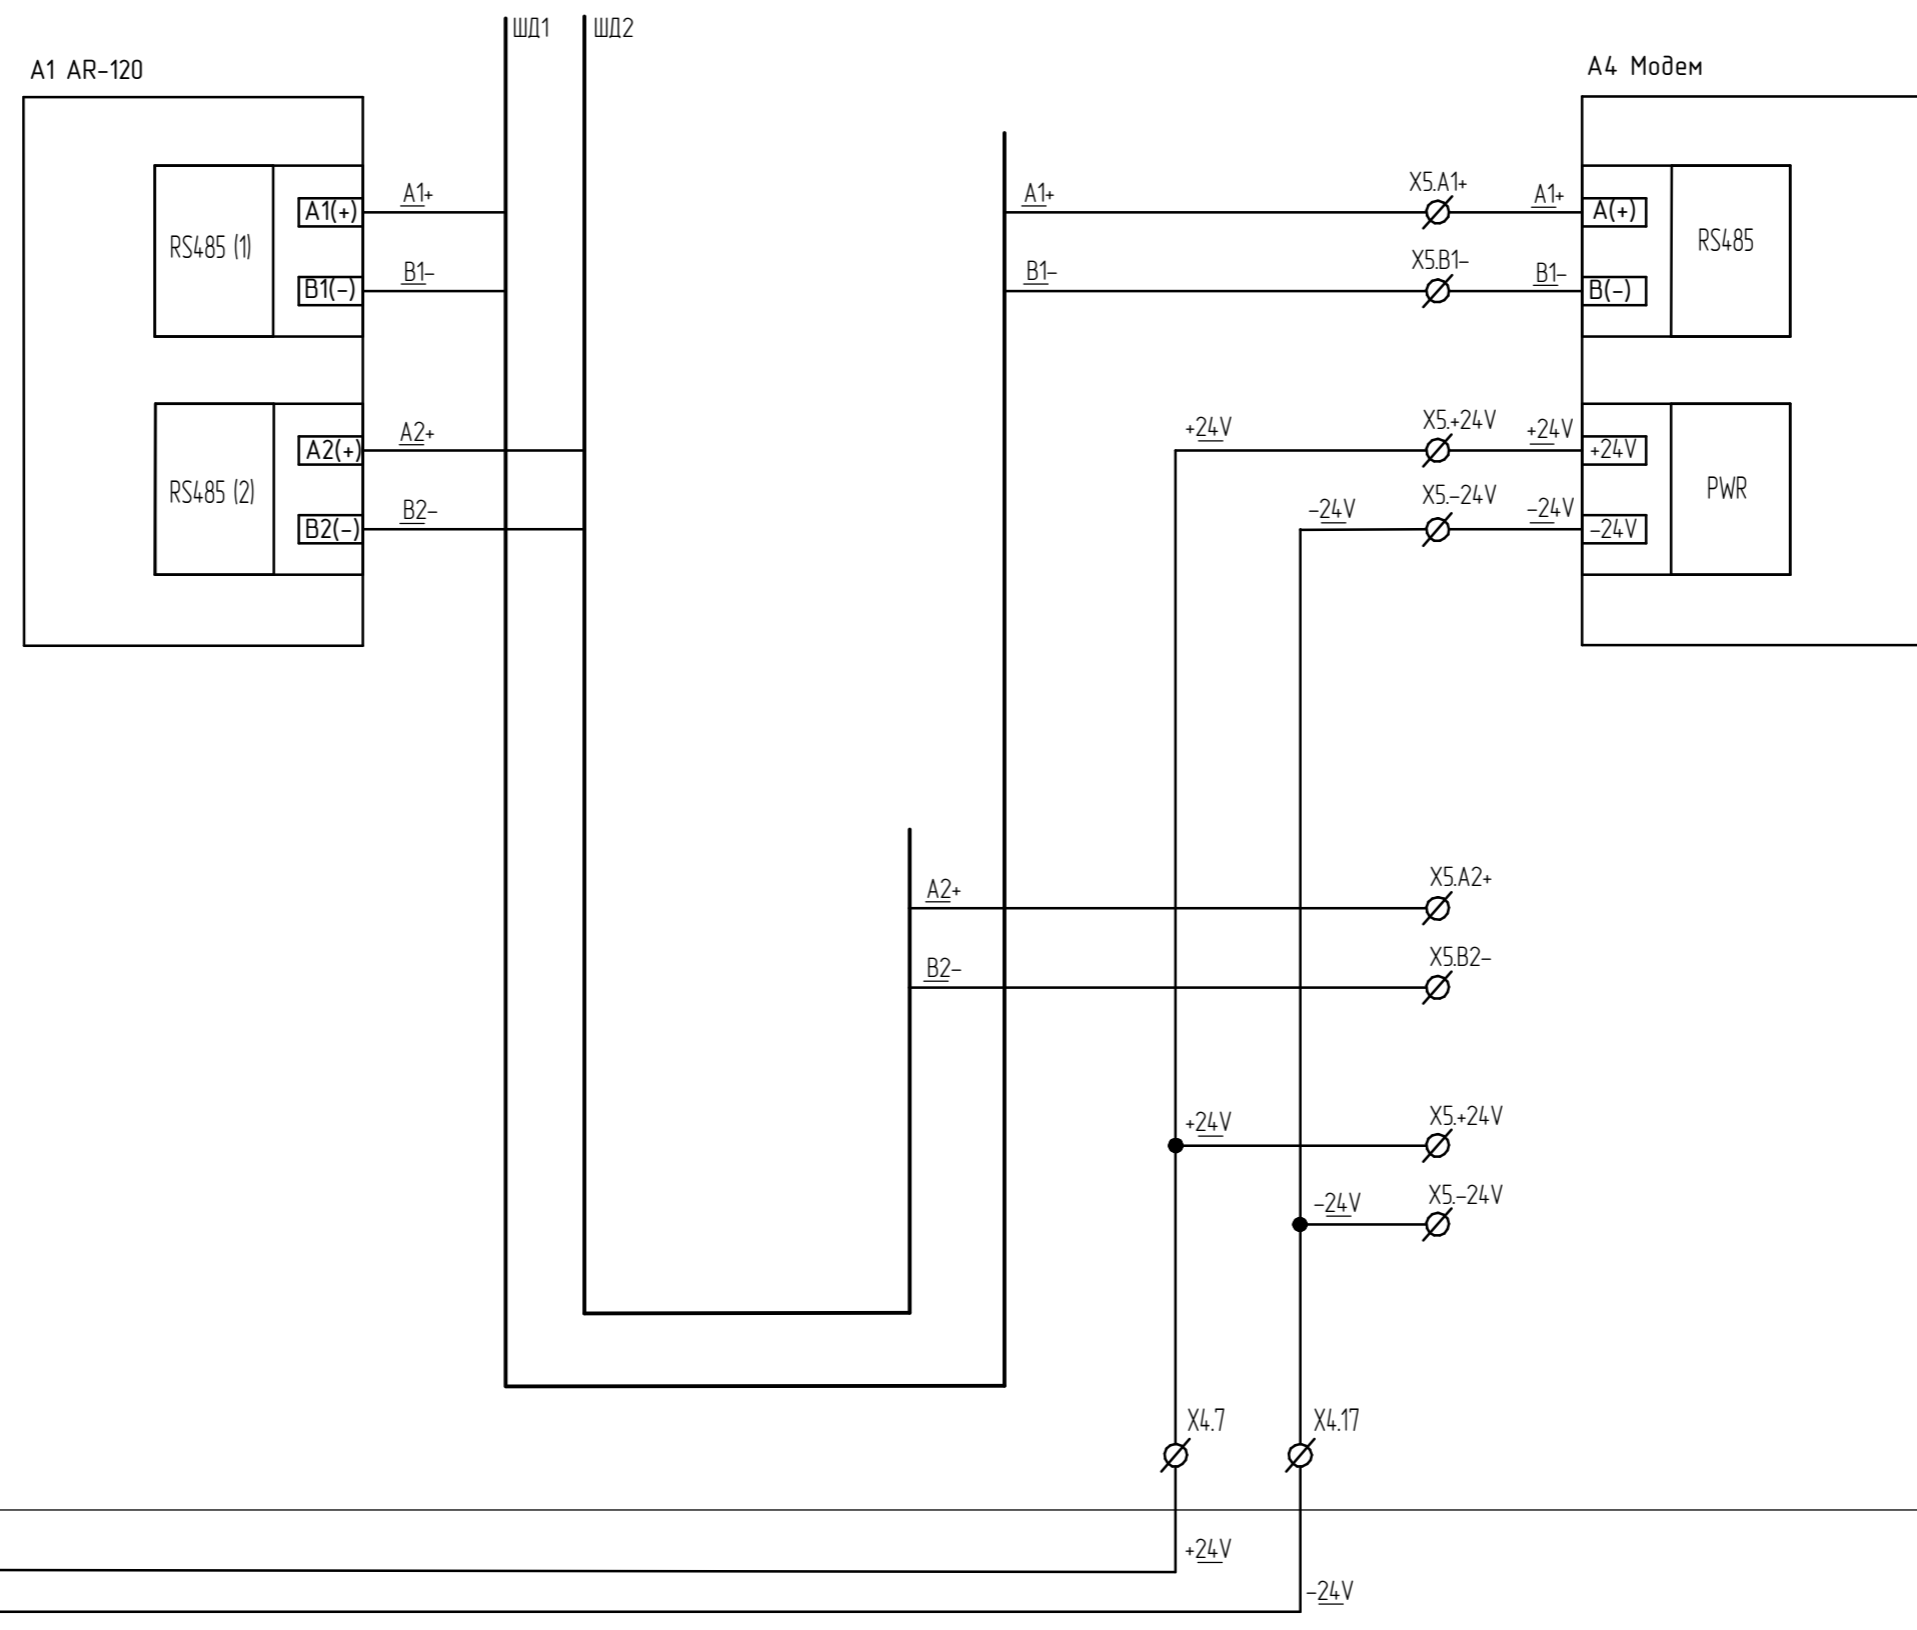 ШД1
ШД2
A1 AR-120
A4 Модем
RS485 (1)
A1(+)
A1+
B1(-)
B1-
RS485 (2)
A2(+)
A2+
B2(-)
B2-
A1+
X5.A1+
A1+
A(+)
RS485
B1-
X5.B1-
B1-
B(-)
+24V
X5.+24V
+24V
+24V
PWR
-24V
X5.-24V
-24V
-24V
A2+
X5.A2+
B2-
X5.B2-
+24V
X5.+24V
-24V
X5.-24V
X4.7
X4.17
+24V
-24V